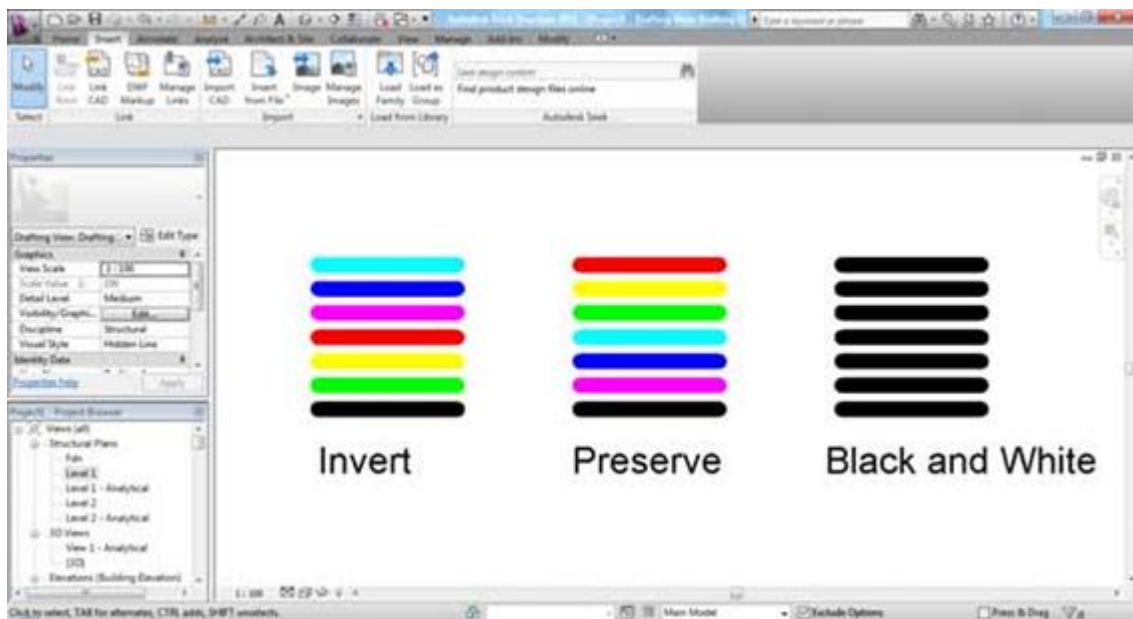 Home Insert Annotate Analyze Architect & Site Collaborate View Manage Add-Ins Modify
Modify
Link Revit
Link CAD
DWF Markup
Manage Links
Import CAD
Insert from File
Image
Manage Images
Load Family
Load as Group
Seek design content
Find product design files online
Select Link Import Load from Library Autodesk Seek
Properties
Drafting View: Drafting... Edit Type
Graphics
View Scale 1 : 100
Scale Value 1: 100
Detail Level Medium
Visibility/Graphi... Edit...
Discipline Structural
Visual Style Hidden Line
Identity Data
Properties help Apply
Project1 - Project Browser
Views (all)
Structural Plans
Level 1
Level 1 - Analytical
Level 2
Level 2 - Analytical
3D Views
View 1 - Analytical
{3D}
Elevations (Building Elevation)
Invert Preserve Black and White
1 : 100
Click to select, TAB for alternates, CTRL adds, SHIFT unselects. Main Model Exclude Options Press & Drag